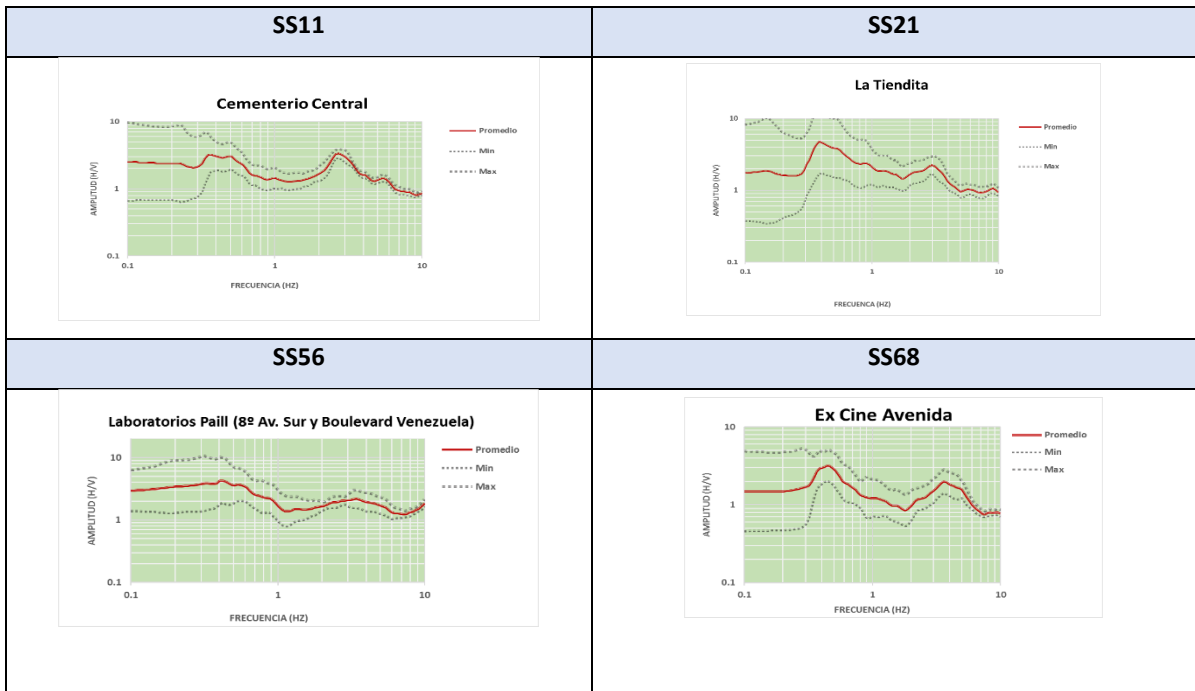 SS11
SS21
Cementerio Central
10
1
0.1
AMPLITUD (H/V)
0.1
1
10
FRECUENCIA (HZ)
Promedio
Min
Max
La Tiendita
10
1
0.1
AMPLITUD (H/V)
0.1
1
10
FRECUENCA (HZ)
Promedio
Min
Max
SS56
SS68
Laboratorios Paill (8º Av. Sur y Boulevard Venezuela)
10
1
0.1
AMPLITUD (H/V)
0.1
1
10
FRECUENCIA (HZ)
Promedio
Min
Max
Ex Cine Avenida
10
1
0.1
AMPLITUD (H/V)
0.1
1
10
FRECUENCIA (HZ)
Promedio
Min
Max